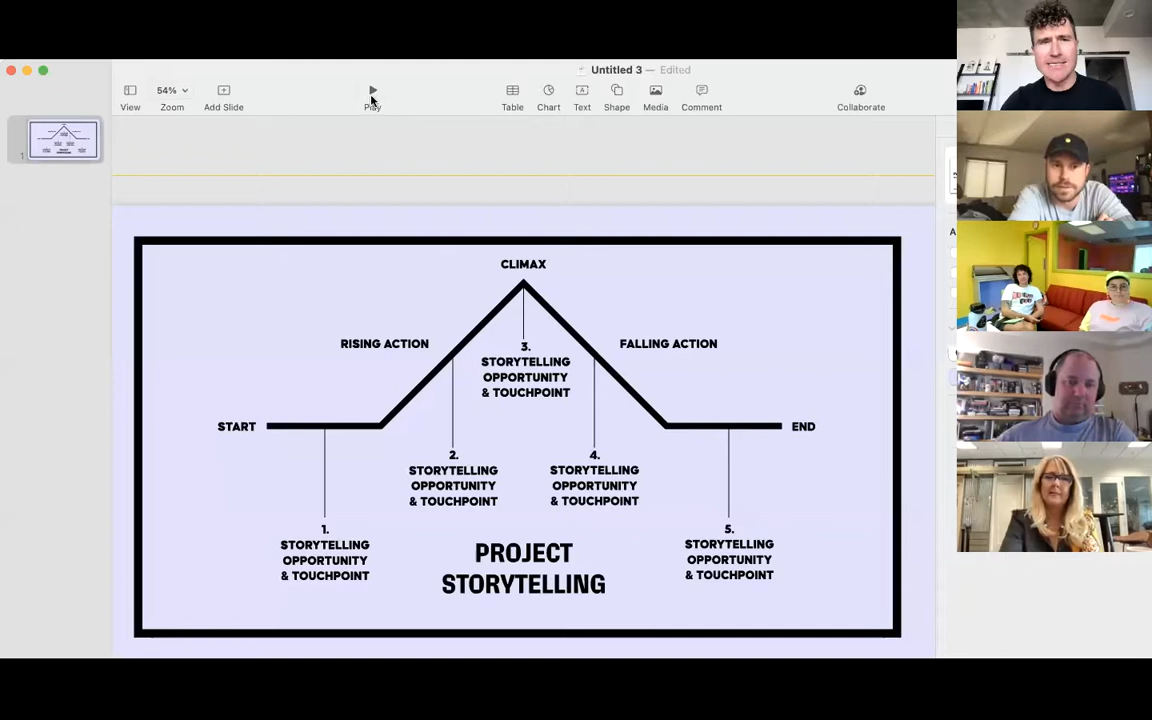 Untitled 3 — Edited
54%
View
Zoom
Add Slide
Play
Table
Chart
Text
Shape
Media
Comment
Collaborate
1
CLIMAX
RISING ACTION
FALLING ACTION
3.
STORYTELLING
OPPORTUNITY
& TOUCHPOINT
START
END
2.
STORYTELLING
OPPORTUNITY
& TOUCHPOINT
4.
STORYTELLING
OPPORTUNITY
& TOUCHPOINT
1.
STORYTELLING
OPPORTUNITY
& TOUCHPOINT
5.
STORYTELLING
OPPORTUNITY
& TOUCHPOINT
PROJECT
STORYTELLING